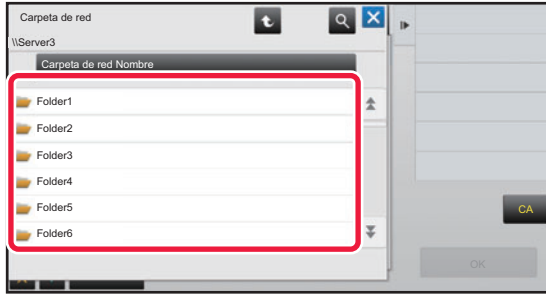 Carpeta de red
\\Server3
Carpeta de red Nombre
Folder1
Folder2
Folder3
Folder4
Folder5
Folder6
CA
OK